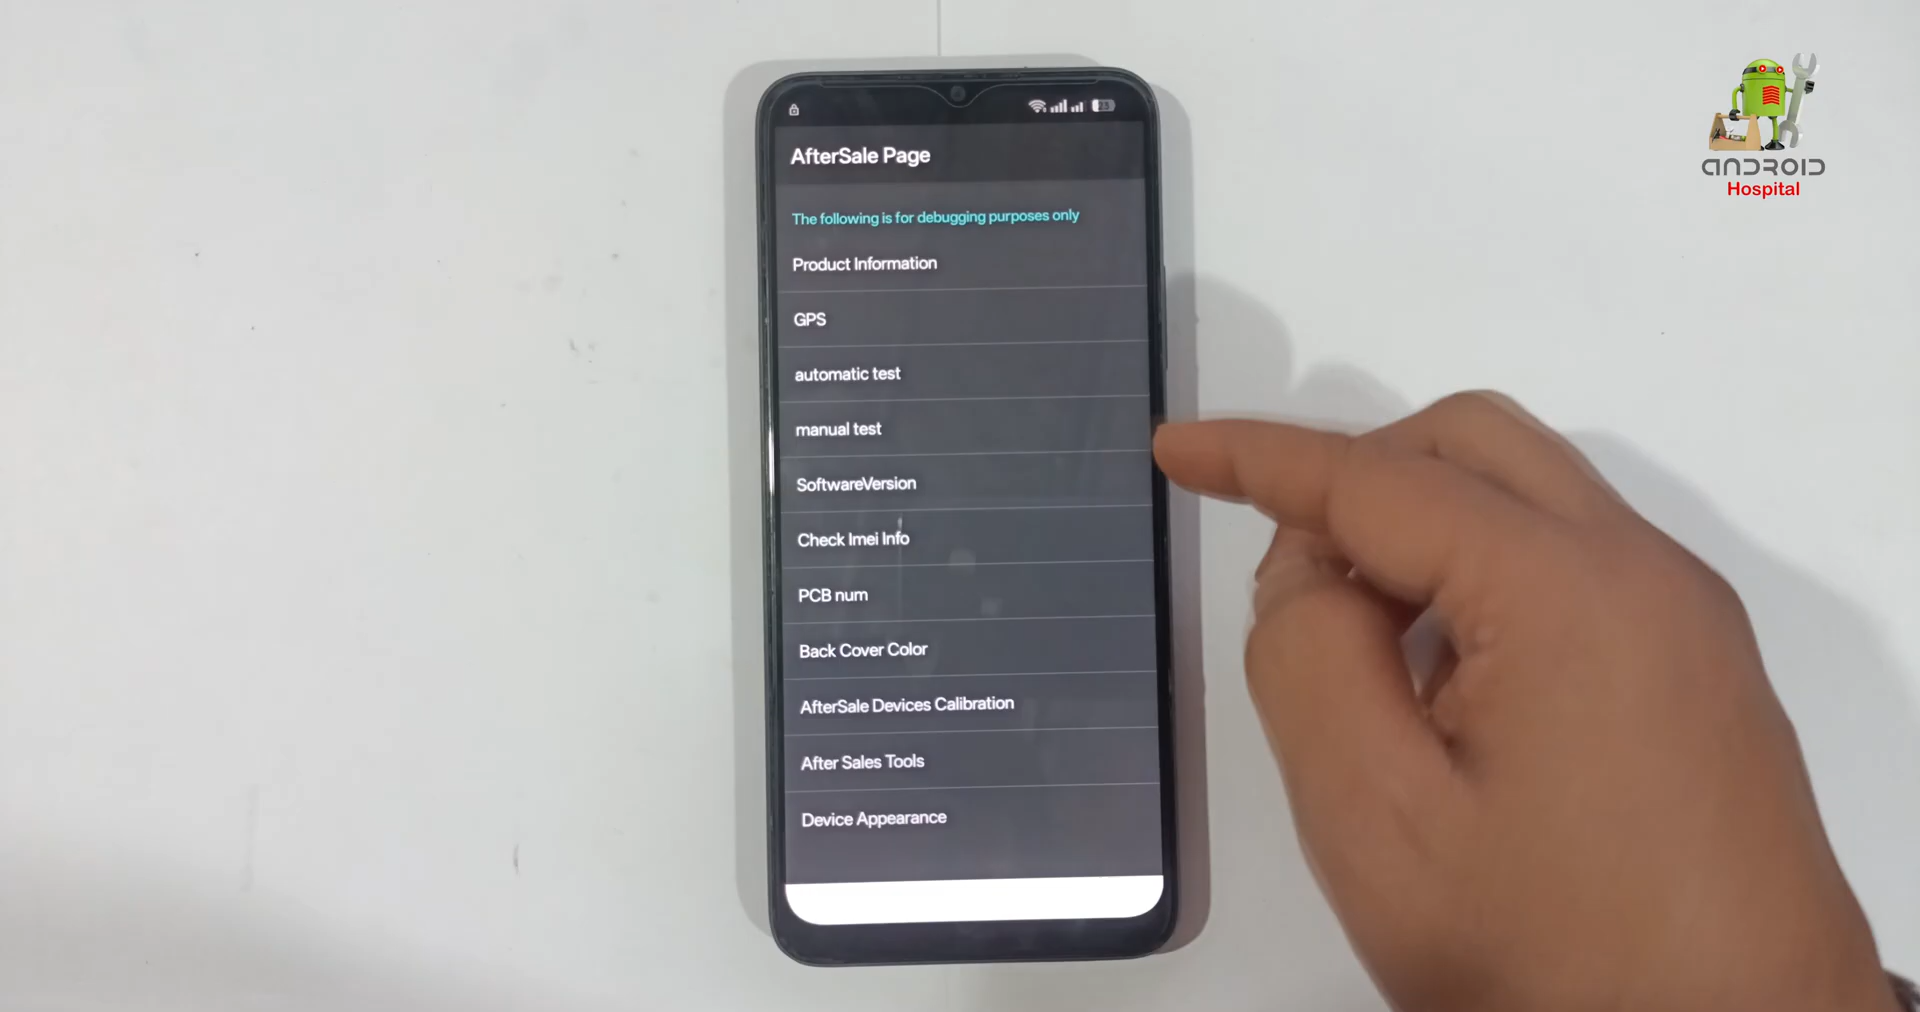 23
AfterSale Page
The following is for debugging purposes only
Product Information
GPS
automatic test
manual test
SoftwareVersion
Check Imei Info
PCB num
Back Cover Color
AfterSale Devices Calibration
After Sales Tools
Device Appearance
ANDROID
Hospital